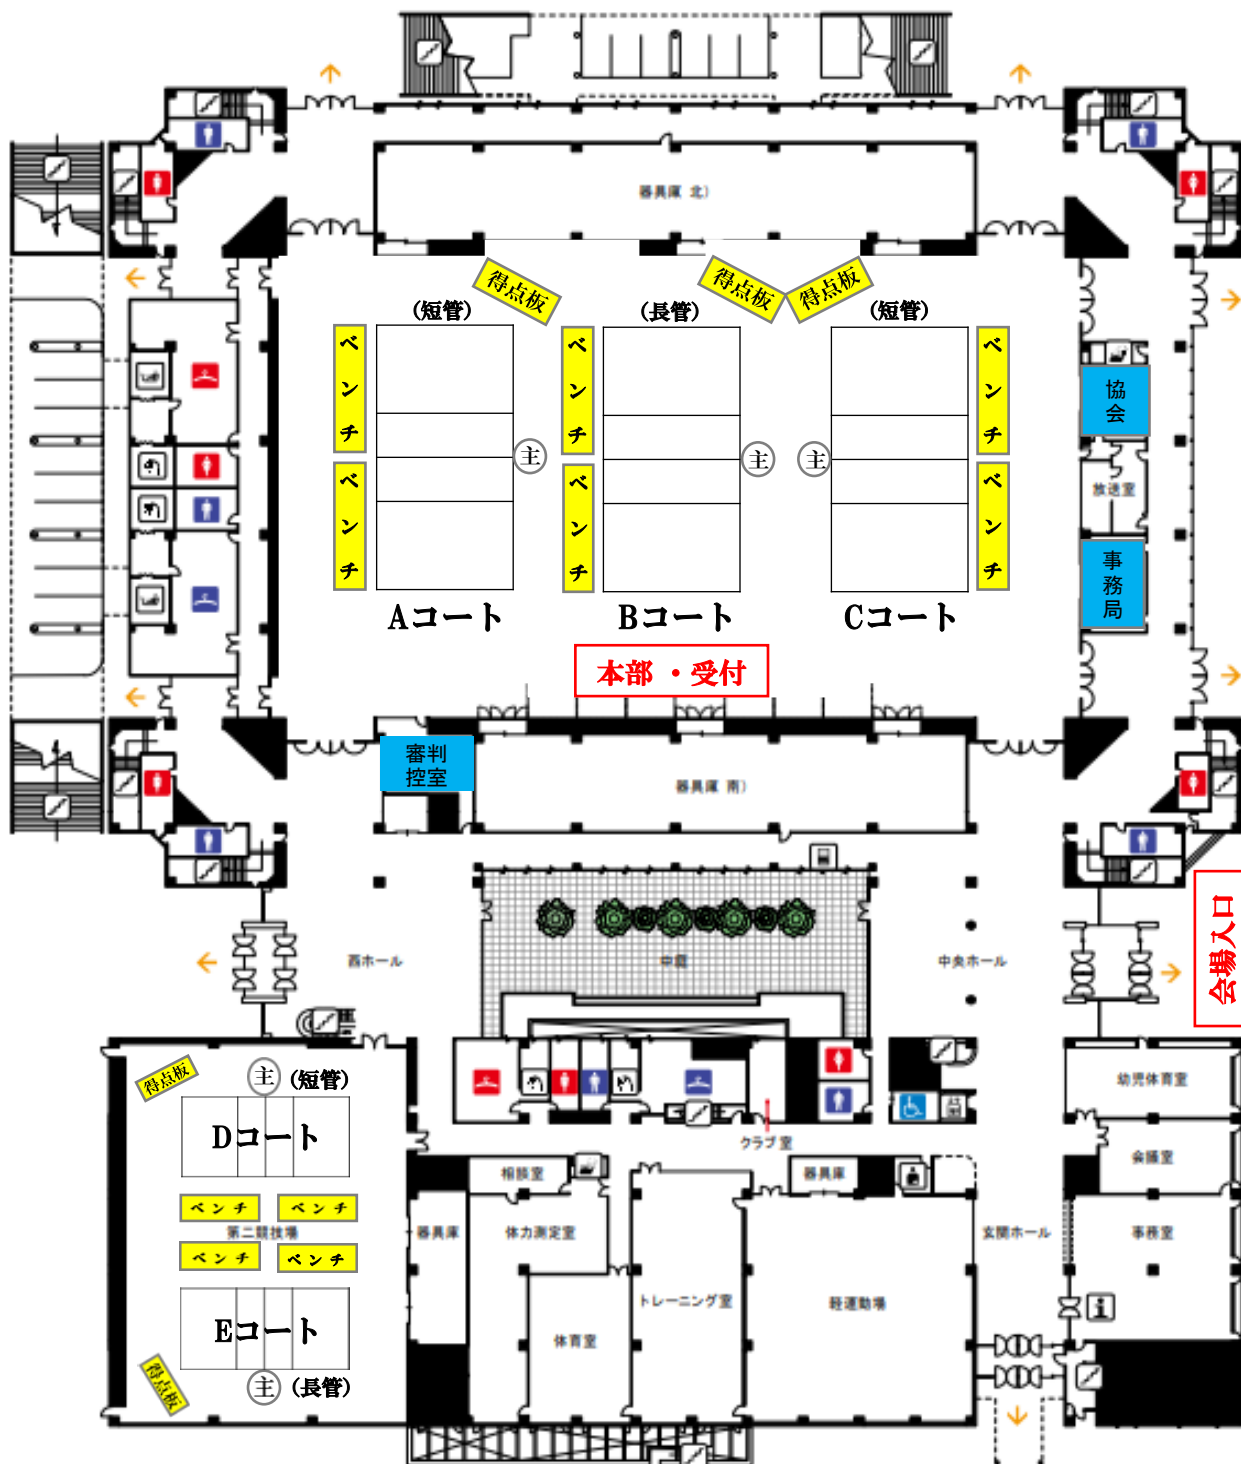 器具庫 北)
得点板
得点板
得点板
(短管)
(長管)
(短管)
ベンチ
ベンチ
ベンチ
ベンチ
ベンチ
ベンチ
主
主
主
協会
放送室
事務局
Aコート
Bコート
Cコート
本部 ・受付
審判
控室
器具庫 南)
会場入口
西ホール
中庭
中央ホール
得点板
主
(短管)
Dコート
ベンチ
ベンチ
第二競技場
ベンチ
ベンチ
Eコート
得点板
主
(長管)
幼児体育室
クラブ室
会議室
相談室
器具庫
器具庫
体力測定室
玄関ホール
事務室
トレーニング室
軽運動場
体育室